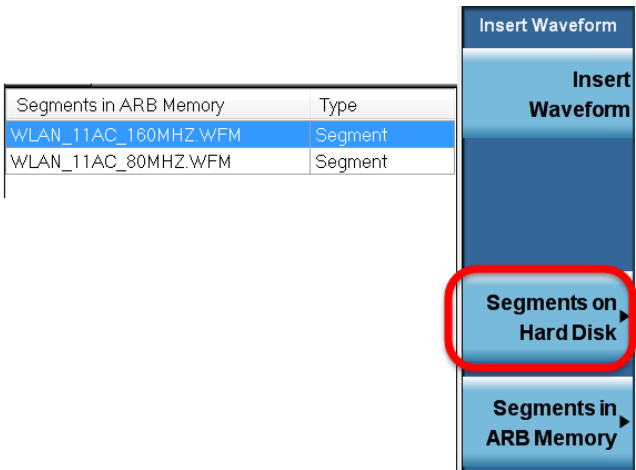 Insert Waveform
Insert
Waveform
Segments in ARB Memory Type
WLAN_11AC_160MHZ.WFM Segment
WLAN_11AC_80MHZ.WFM Segment
Segments on
Hard Disk
Segments in
ARB Memory